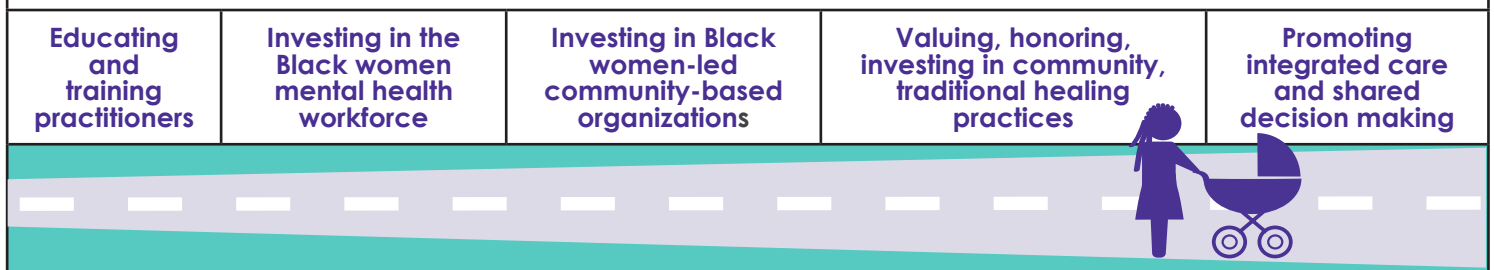 Educating
and
training
practitioners
Investing in the
Black women
mental health
workforce
Investing in Black
women-led
community-based
organizations
Valuing, honoring,
investing in community,
traditional healing
practices
Promoting
integrated care
and shared
decision making